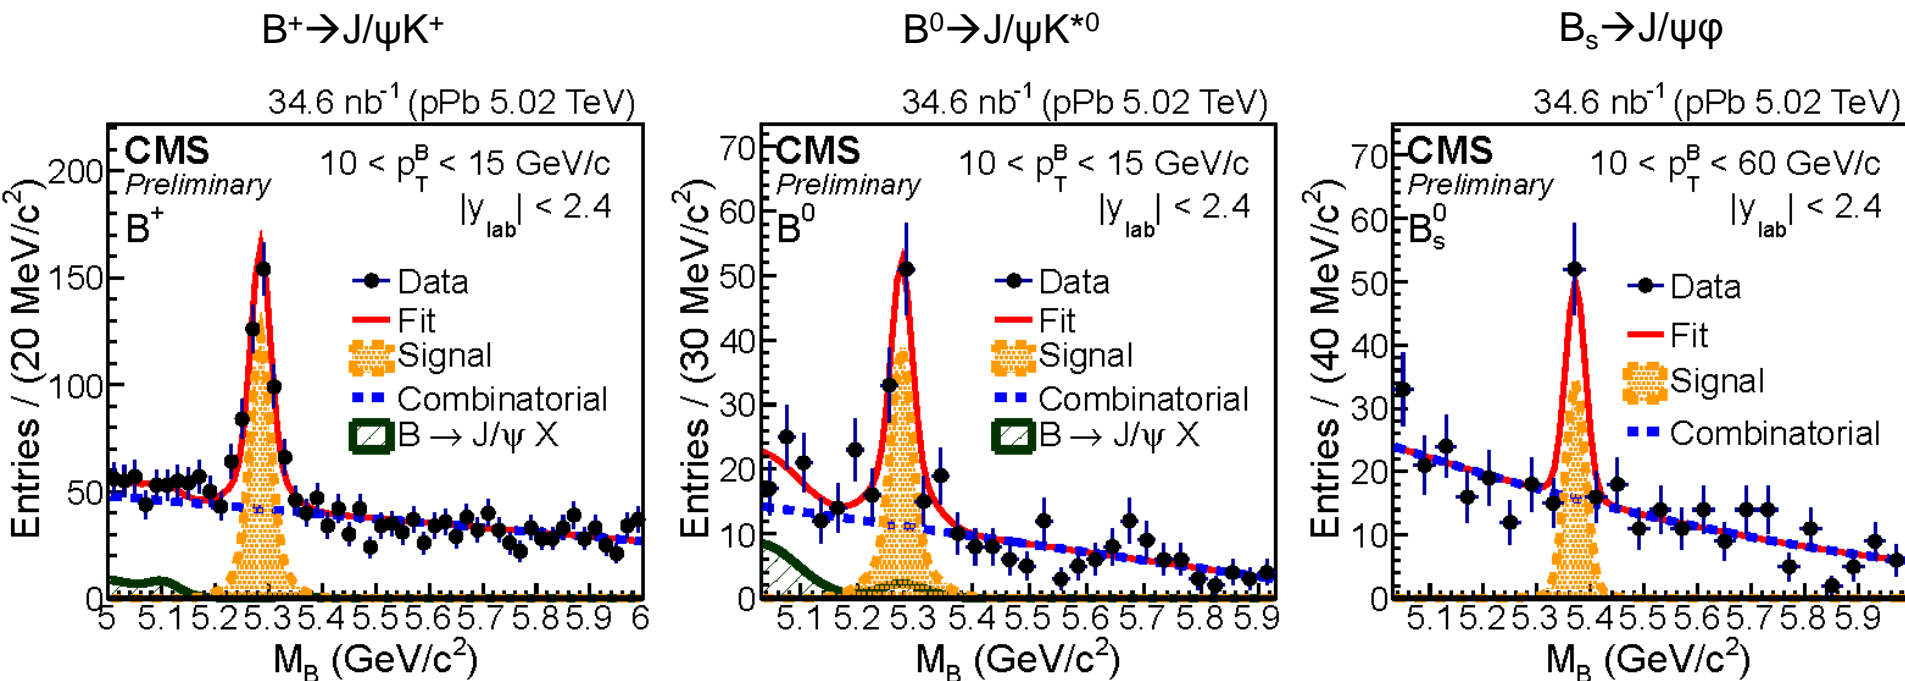 B⁺→J/ψK⁺
34.6 nb⁻¹ (pPb 5.02 TeV)
CMS
Preliminary
B⁺
10 < p_T^B < 15 GeV/c
|y_lab| < 2.4
Data
Fit
Signal
Combinatorial
B → J/ψ X
Entries / (20 MeV/c²)
200
150
100
50
0
5 5.1 5.2 5.3 5.4 5.5 5.6 5.7 5.8 5.9 6
M_B (GeV/c²)
B⁰→J/ψK*⁰
34.6 nb⁻¹ (pPb 5.02 TeV)
CMS
Preliminary
B⁰
10 < p_T^B < 15 GeV/c
|y_lab| < 2.4
Data
Fit
Signal
Combinatorial
B → J/ψ X
Entries / (30 MeV/c²)
70
60
50
40
30
20
10
0
5.1 5.2 5.3 5.4 5.5 5.6 5.7 5.8 5.9
M_B (GeV/c²)
B_s→J/ψφ
34.6 nb⁻¹ (pPb 5.02 TeV)
CMS
Preliminary
B_s⁰
10 < p_T^B < 60 GeV/c
|y_lab| < 2.4
Data
Fit
Signal
Combinatorial
Entries / (40 MeV/c²)
70
60
50
40
30
20
10
0
5.1 5.2 5.3 5.4 5.5 5.6 5.7 5.8 5.9
M_B (GeV/c²)